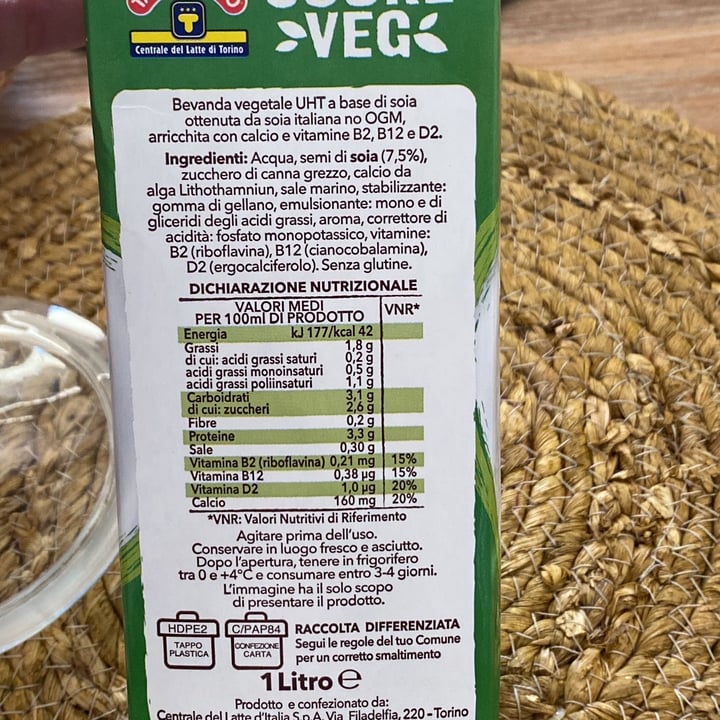 Centrale del Latte di Torino
VEG
Bevanda vegetale UHT a base di soia
ottenuta da soia italiana no OGM,
arricchita con calcio e vitamine B2, B12 e D2.
Ingredienti: Acqua, semi di soia (7,5%),
zucchero di canna grezzo, calcio da
alga Lithothamniun, sale marino, stabilizzante:
gomma di gellano, emulsionante: mono e di
gliceridi degli acidi grassi, aroma, correttore di
acidità: fosfato monopotassico, vitamine:
B2 (riboflavina), B12 (cianocobalamina),
D2 (ergocalciferolo). Senza glutine.
DICHIARAZIONE NUTRIZIONALE
VALORI MEDI
PER 100ml DI PRODOTTO VNR*
Energia kJ 177/kcal 42
Grassi 1,8 g
di cui: acidi grassi saturi 0,2 g
acidi grassi monoinsaturi 0,5 g
acidi grassi poliinsaturi 1,1 g
Carboidrati 3,1 g
di cui: zuccheri 2,6 g
Fibre 0,2 g
Proteine 3,3 g
Sale 0,30 g
Vitamina B2 (riboflavina) 0,21 mg 15%
Vitamina B12 0,38 µg 15%
Vitamina D2 1,0 µg 20%
Calcio 160 mg 20%
*VNR: Valori Nutritivi di Riferimento
Agitare prima dell'uso.
Conservare in luogo fresco e asciutto.
Dopo l'apertura, tenere in frigorifero
tra 0 e +4°C e consumare entro 3-4 giorni.
L'immagine ha il solo scopo
di presentare il prodotto.
HDPE2
TAPPO
PLASTICA
C/PAP84
CONFEZIONE
CARTA
RACCOLTA DIFFERENZIATA
Segui le regole del tuo Comune
per un corretto smaltimento
1 Litro e
Prodotto e confezionato da:
Centrale del Latte d'Italia S.p.A. Via Filadelfia, 220 - Torino